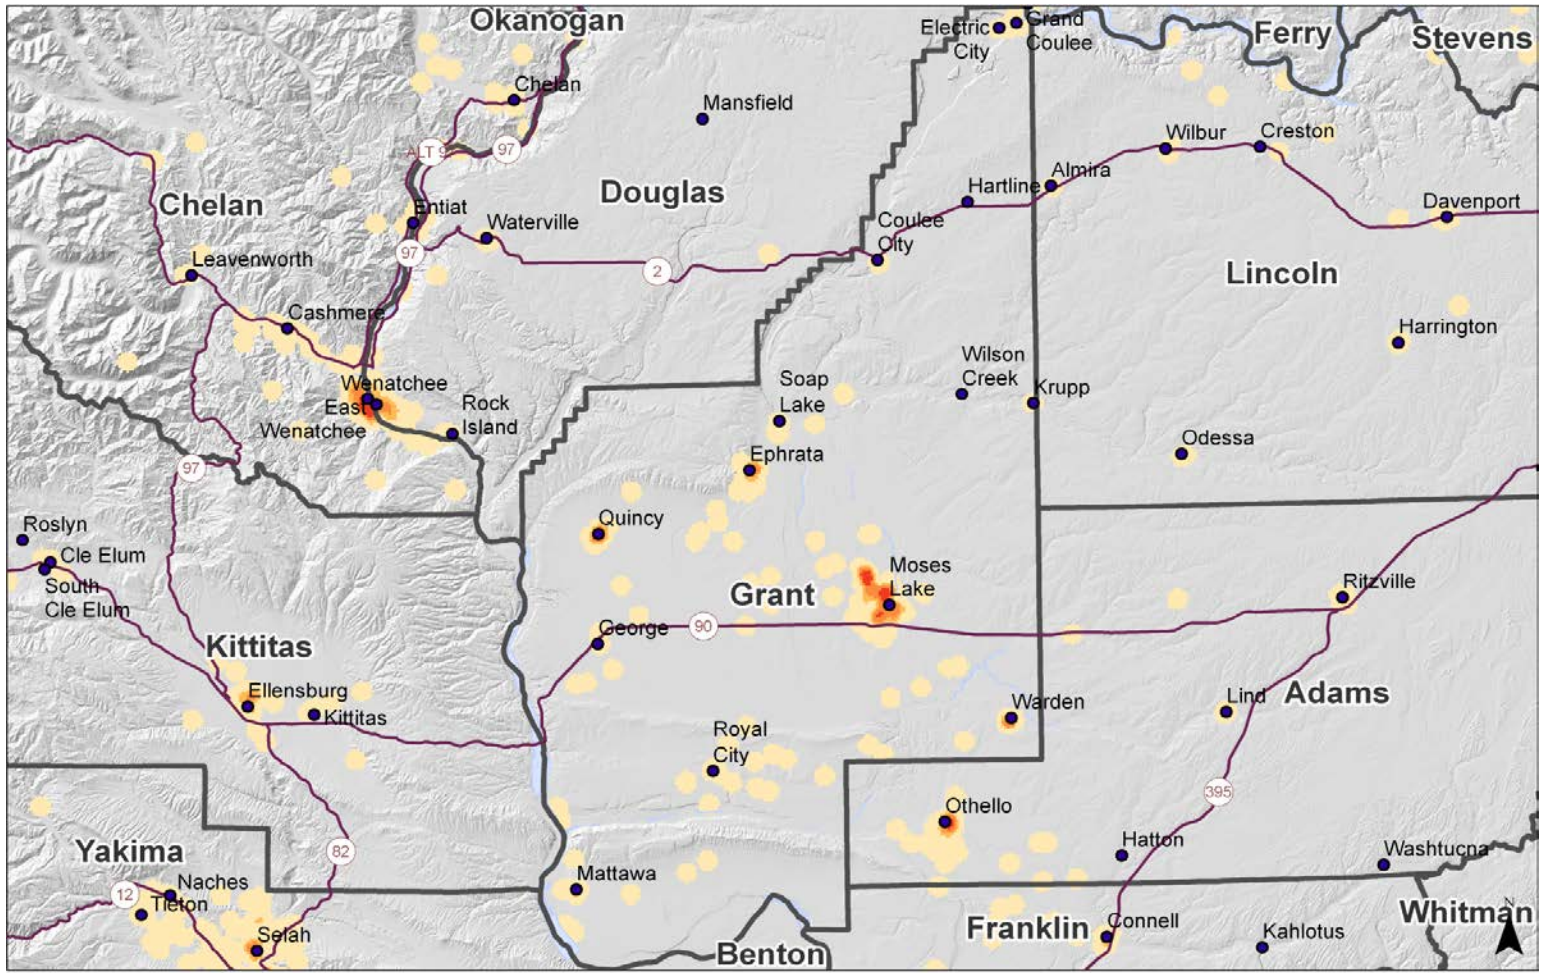 Okanogan
Electric
City
Grand
Coulee
Ferry
Stevens
Chelan
Mansfield
ALT 9
97
Wilbur
Creston
Chelan
Douglas
Hartline
Almira
Entiat
Waterville
Coulee
City
Davenport
97
2
Leavenworth
Lincoln
Cashmere
Harrington
Wenatchee
East
Wenatchee
Rock
Island
Soap
Lake
Wilson
Creek
Krupp
Ephrata
Odessa
97
Roslyn
Quincy
Cle Elum
South
Cle Elum
Moses
Lake
Grant
Ritzville
George
90
Kittitas
Ellensburg
Kittitas
Warden
Lind
Adams
Royal
City
395
Othello
Yakima
82
Hatton
Washtucna
Naches
12
Tieton
Mattawa
Selah
Benton
Franklin
Connell
Kahlotus
Whitman
N